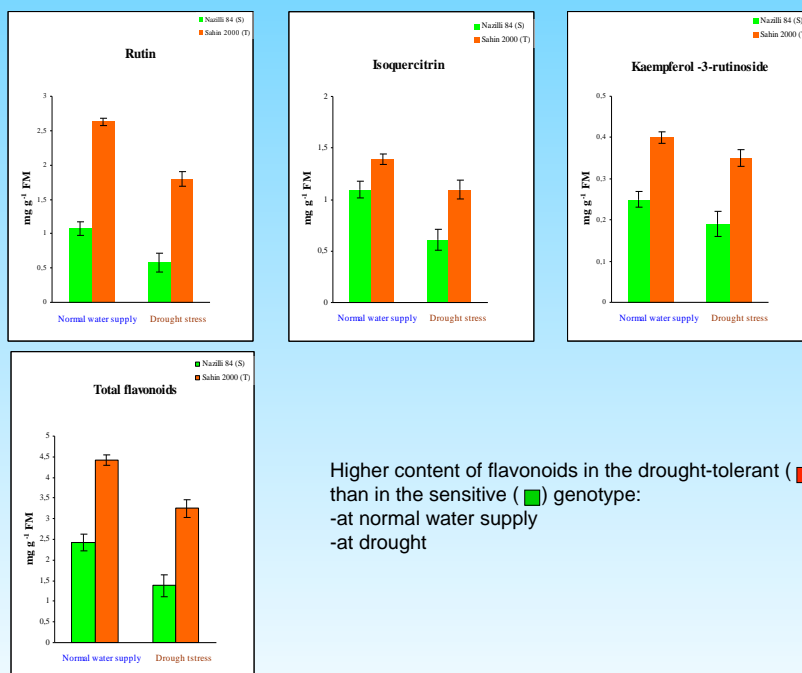 Nazilli 84 (S)
Sahin 2000 (T)
Rutin
3
2,5
2
1,5
1
0,5
0
mg g-1 FM
Normal water supply Drought stress
Nazilli 84 (S)
Sahin 2000 (T)
Isoquercitrin
2
1,5
1
0,5
0
mg g-1 FM
Normal water supply Drought stress
Nazilli 84 (S)
Sahin 2000 (
Kaempferol -3-rutinoside
0,5
0,4
0,3
0,2
0,1
0
mg g-1 FM
Normal water supply Drought stress
Nazilli 84 (S)
Sahin 2000 (T)
Total flavonoids
5
4,5
4
3,5
3
2,5
2
1,5
1
0,5
0
mg g-1 FM
Normal water supply Drough tstress
Higher content of flavonoids in the drought-tolerant (
than in the sensitive ( ) genotype:
-at normal water supply
-at drought